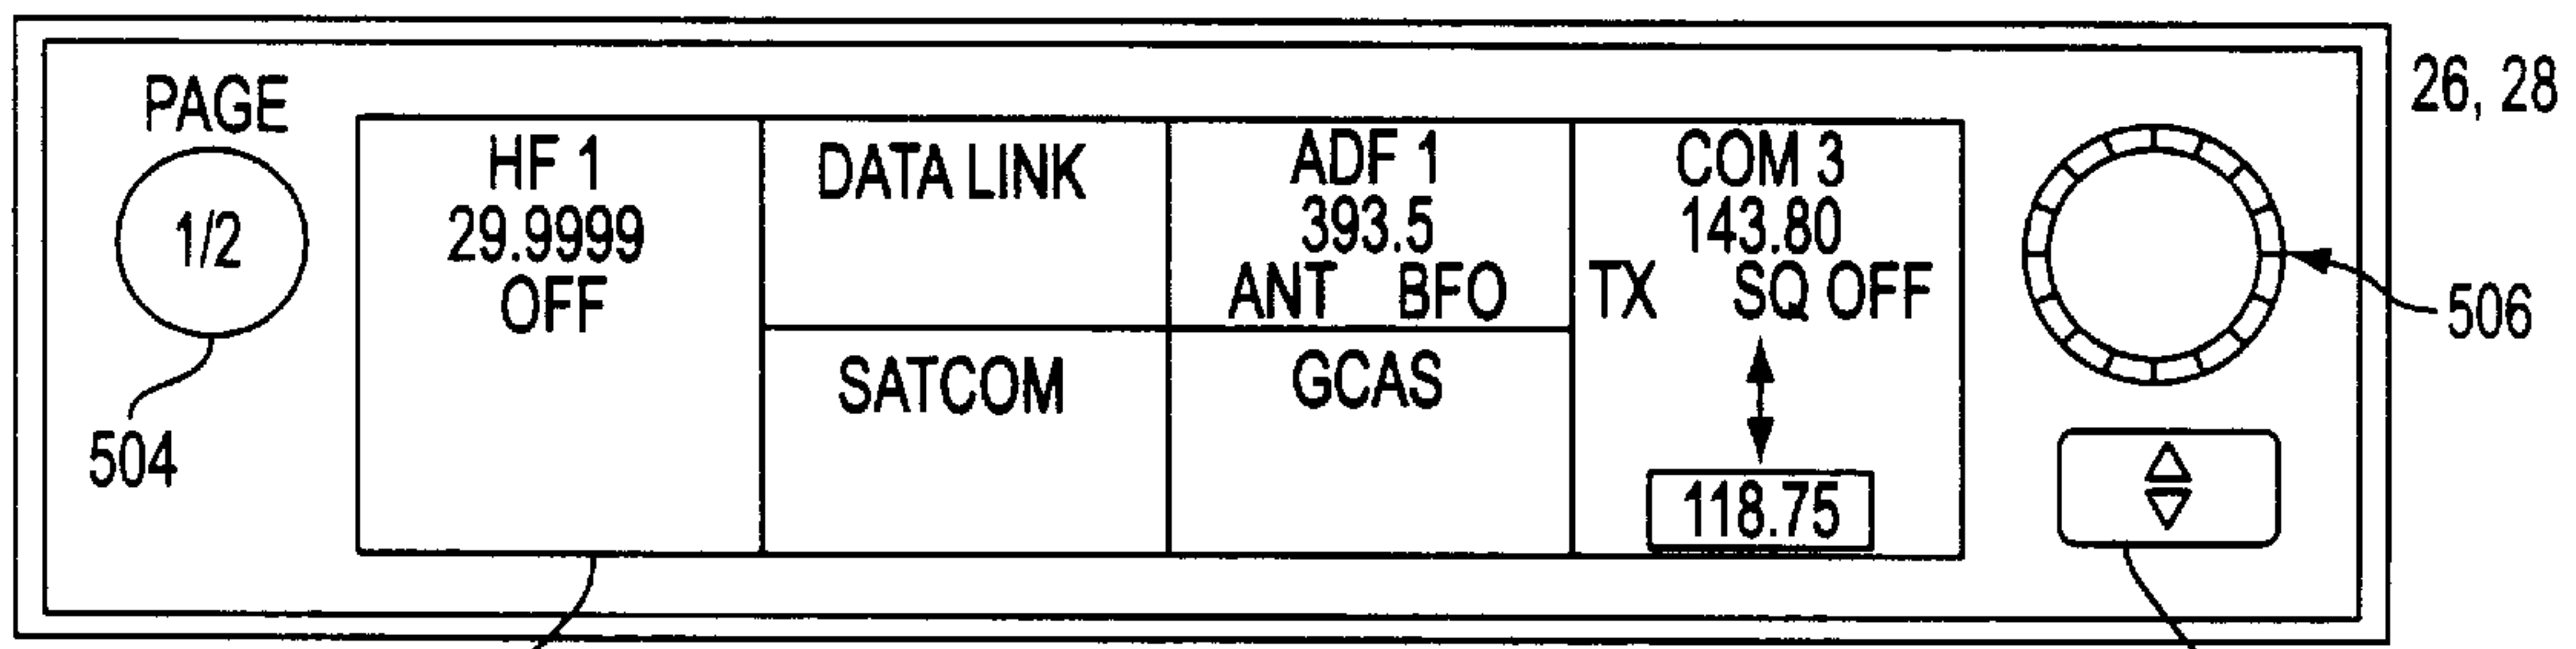 PAGE
1/2
504
HF 1
29.9999
OFF
DATA LINK
SATCOM
ADF 1
393.5
ANT BFO
GCAS
COM 3
143.80
TX SQ OFF
118.75
26, 28
506